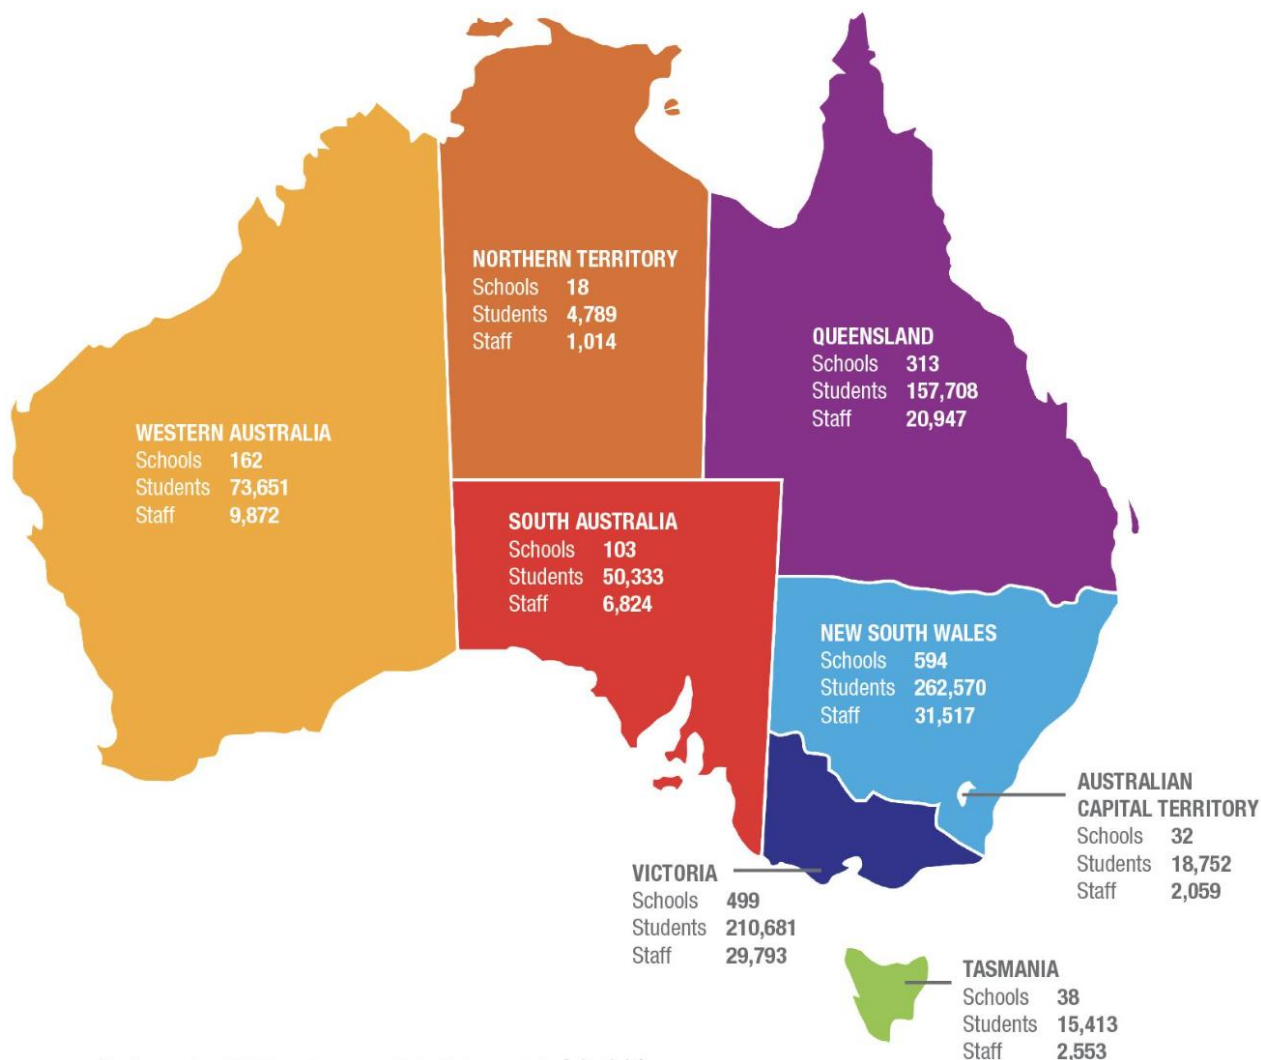 NORTHERN TERRITORY
Schools 18
Students 4,789
Staff 1,014
QUEENSLAND
Schools 313
Students 157,708
Staff 20,947
WESTERN AUSTRALIA
Schools 162
Students 73,651
Staff 9,872
SOUTH AUSTRALIA
Schools 103
Students 50,333
Staff 6,824
NEW SOUTH WALES
Schools 594
Students 262,570
Staff 31,517
AUSTRALIAN
CAPITAL TERRITORY
Schools 32
Students 18,752
Staff 2,059
VICTORIA
Schools 499
Students 210,681
Staff 29,793
TASMANIA
Schools 38
Students 15,413
Staff 2,553